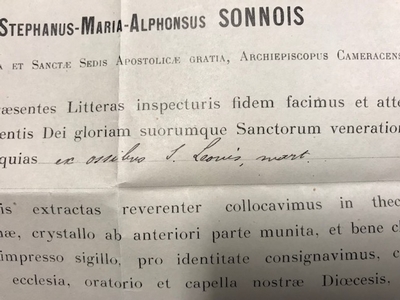 STEPHANUS-MARIA-ALPHONSUS SONNOIS
A ET SANCTÆ SEDIS APOSTOLICÆ GRATIA, ARCHIEPISCOPUS CAMERACENS
æsentes Litteras inspecturis fidem facimus et atte
entis Dei gloriam suorumque Sanctorum veneration
quias ex ossibus S. Leonis, mart.
is extractas reverenter collocavimus in thec
næ, crystallo ab anteriori parte munita, et bene c
impresso sigillo, pro identitate consignavimus, c
ecclesia, oratorio et capella nostræ Diœcesis.